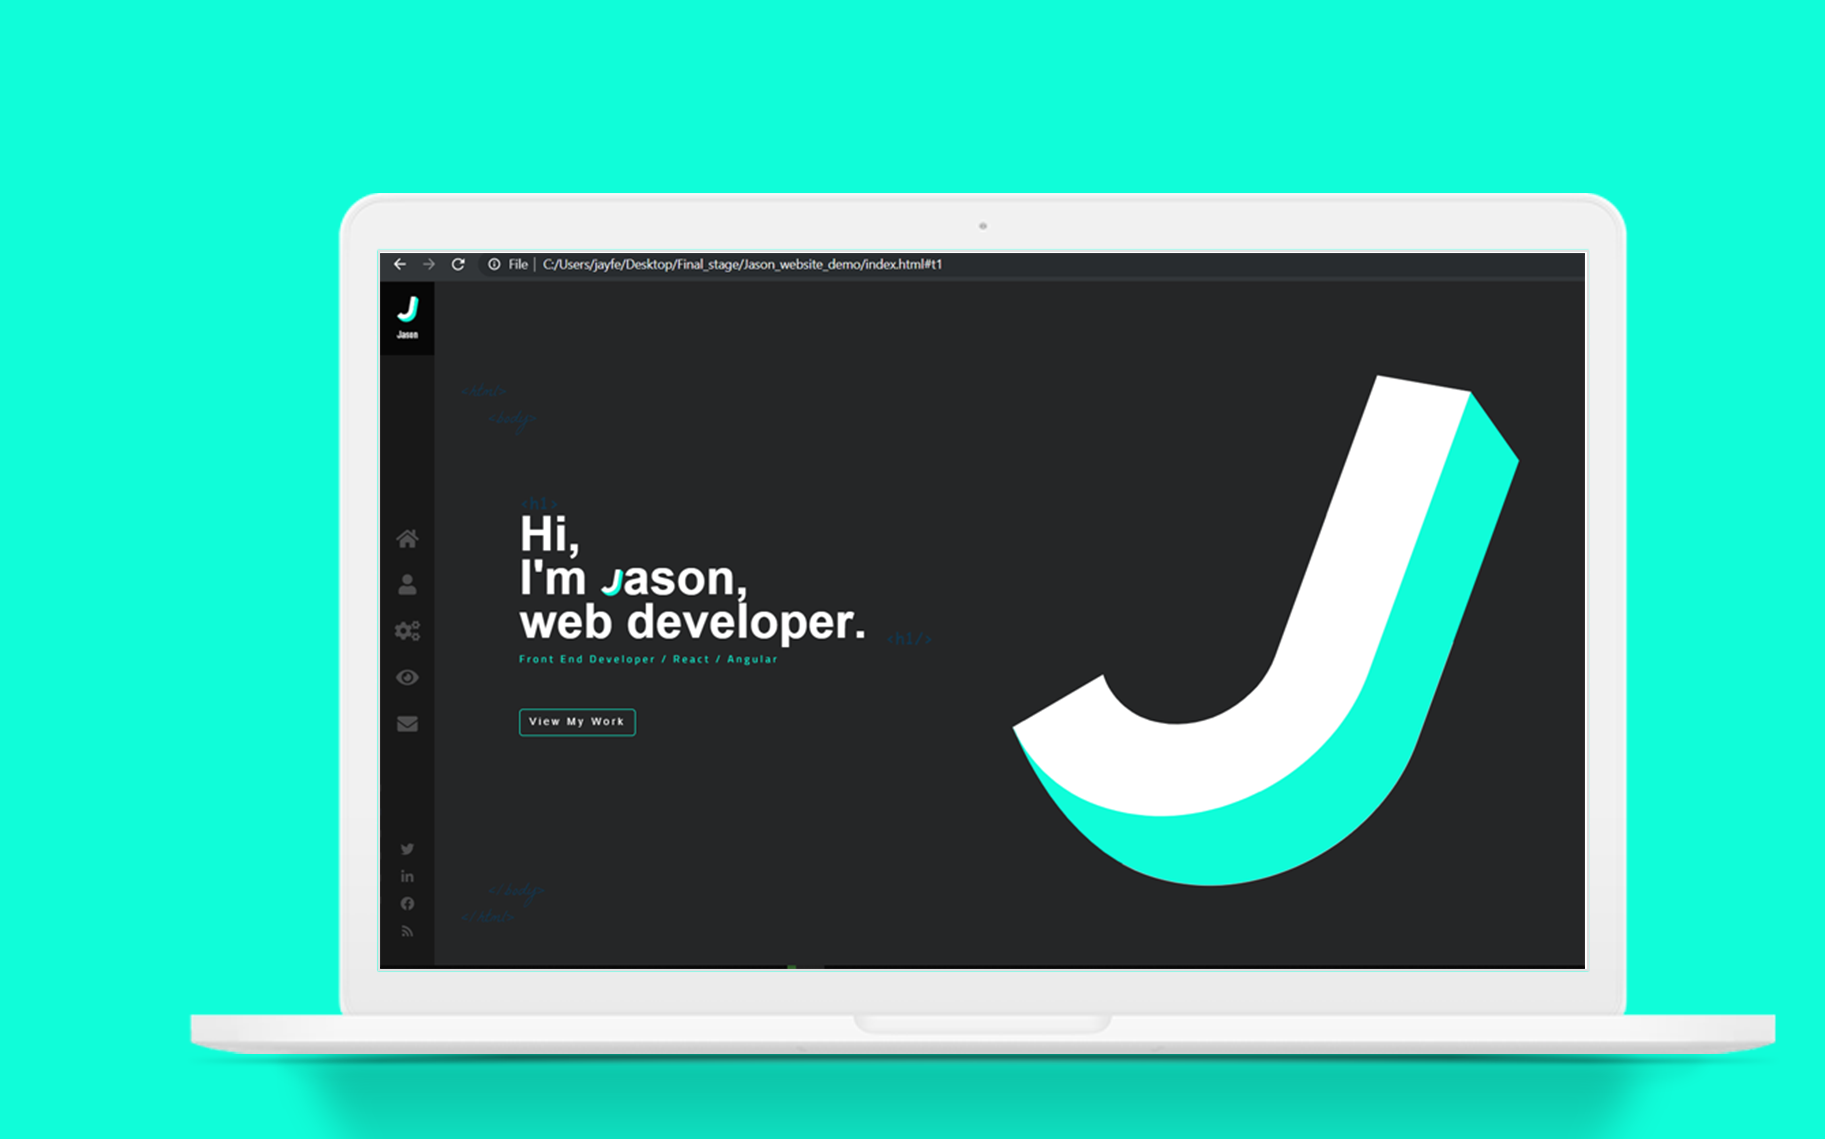 File | C:/Users/jayfe/Desktop/Final_stage/Jason_website_demo/index.html#t1
Jason
<html>
<body>
<h1>
Hi,
I'm Jason,
web developer.
<h1/>
Front End Developer / React / Angular
View My Work
</body>
</html>